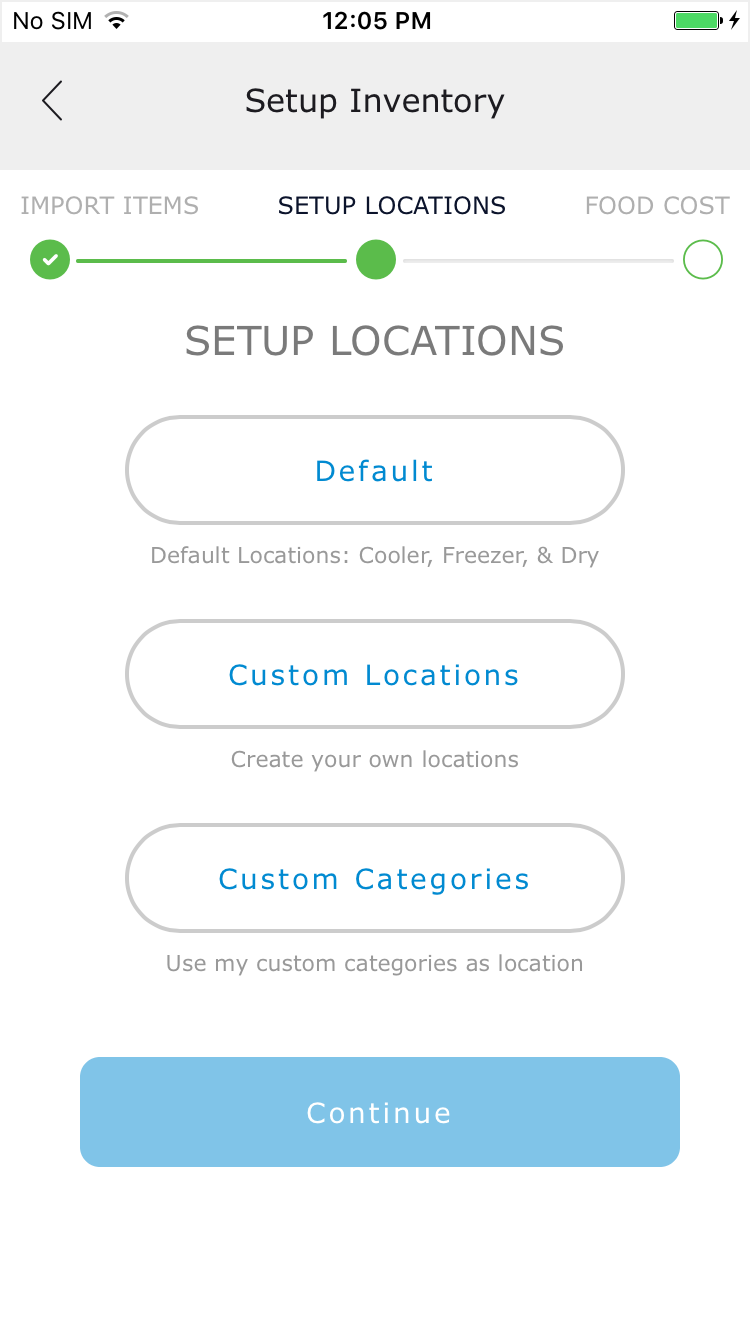 No SIM 12:05 PM
Setup Inventory
IMPORT ITEMS SETUP LOCATIONS FOOD COST
SETUP LOCATIONS
Default
Default Locations: Cooler, Freezer, & Dry
Custom Locations
Create your own locations
Custom Categories
Use my custom categories as location
Continue